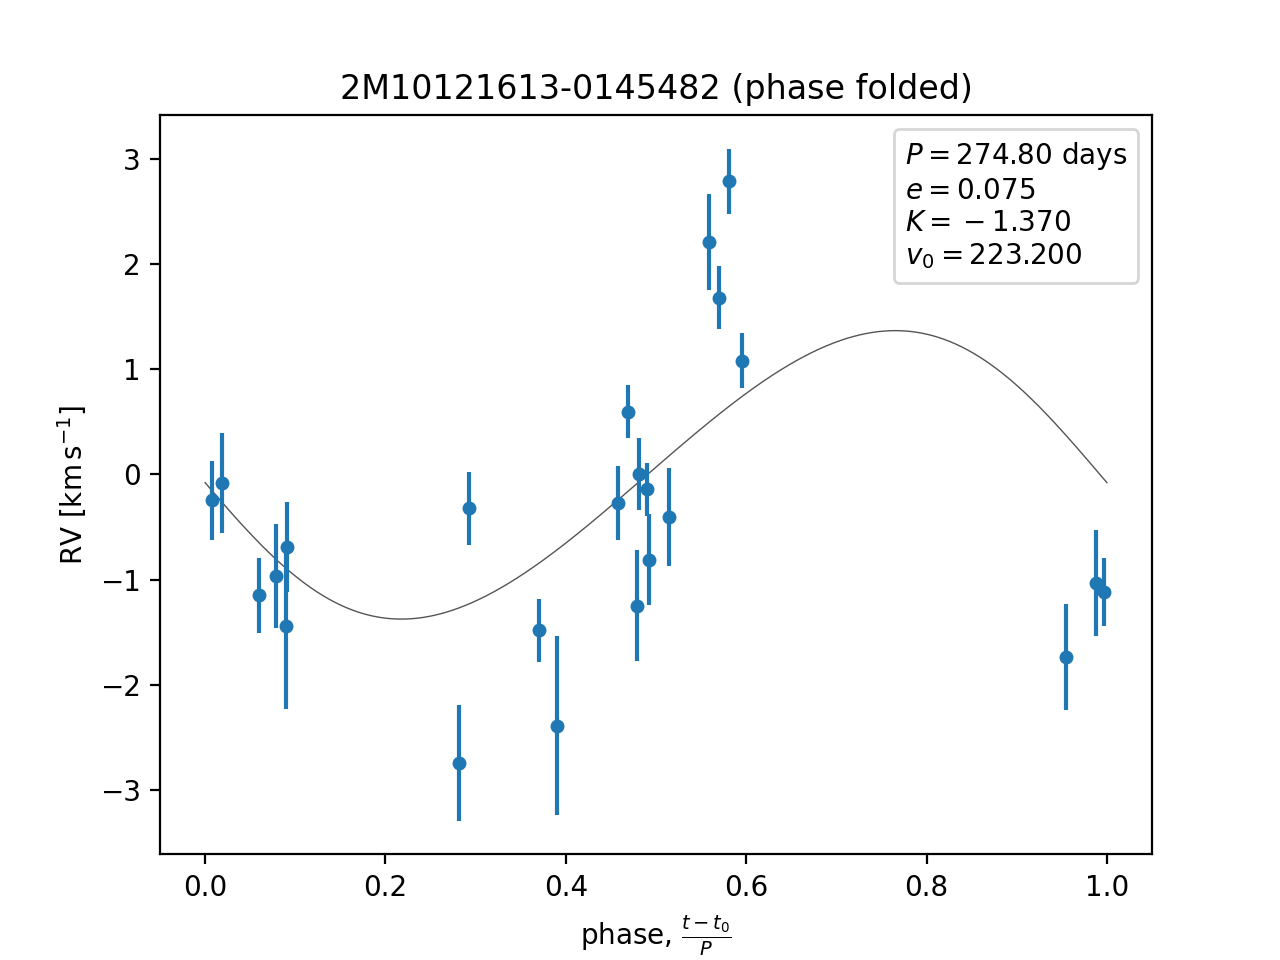 2M10121613-0145482 (phase folded)
P = 274.80 days
e = 0.075
K = −1.370
v₀ = 223.200
3
2
1
0
−1
−2
−3
RV [km s⁻¹]
0.0 0.2 0.4 0.6 0.8 1.0
phase, (t − t₀)/P